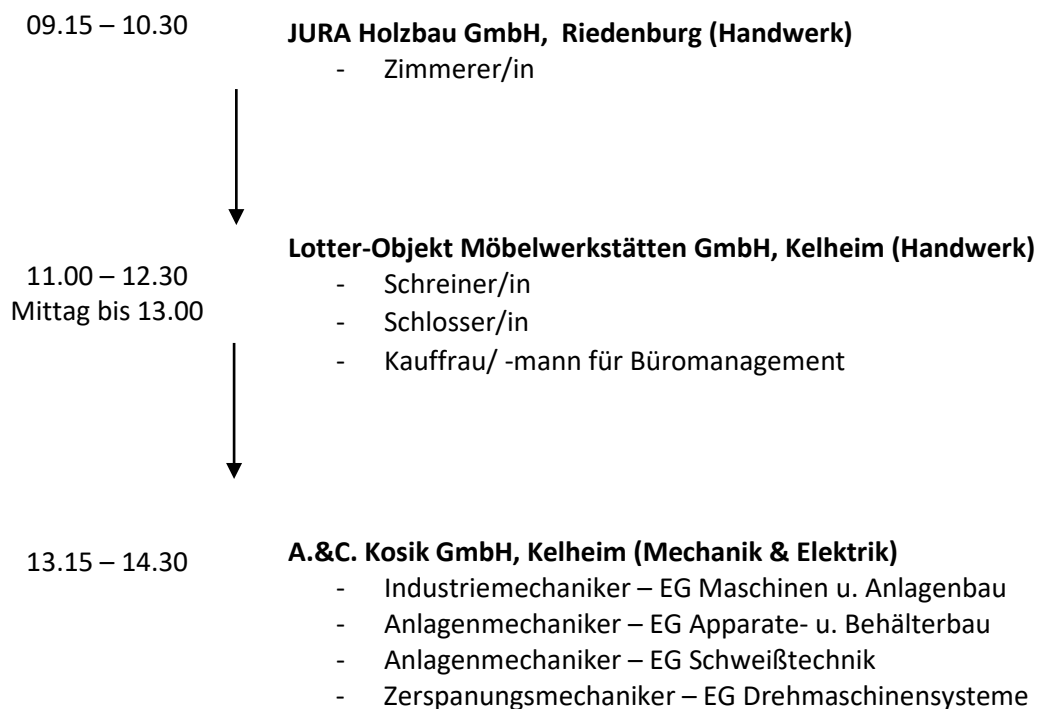 09.15 – 10.30
JURA Holzbau GmbH,  Riedenburg (Handwerk)
- Zimmerer/in
Lotter-Objekt Möbelwerkstätten GmbH, Kelheim (Handwerk)
11.00 – 12.30
Mittag bis 13.00
- Schreiner/in
- Schlosser/in
- Kauffrau/ -mann für Büromanagement
13.15 – 14.30
A.&C. Kosik GmbH, Kelheim (Mechanik & Elektrik)
- Industriemechaniker – EG Maschinen u. Anlagenbau
- Anlagenmechaniker – EG Apparate- u. Behälterbau
- Anlagenmechaniker – EG Schweißtechnik
- Zerspanungsmechaniker – EG Drehmaschinensysteme